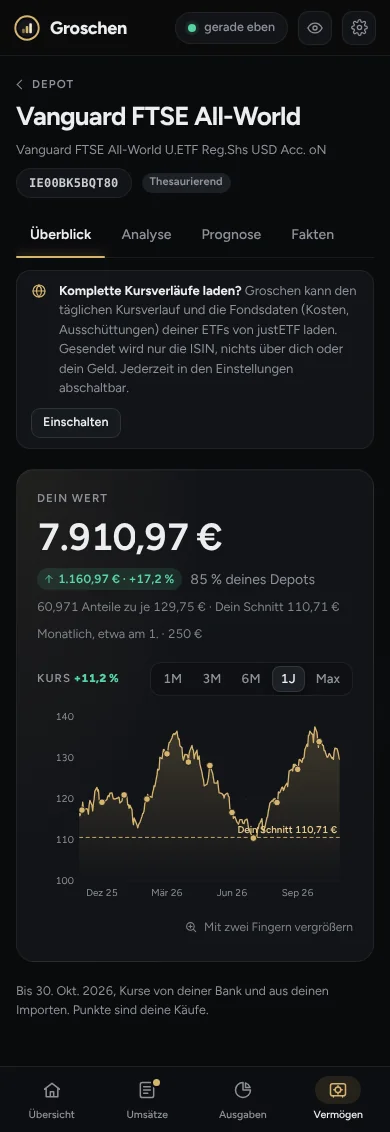 Groschen
gerade eben
DEPOT
Vanguard FTSE All-World
Vanguard FTSE All-World U.ETF Reg.Shs USD Acc. oN
IE00BK5BQT80
Thesaurierend
Überblick
Analyse
Prognose
Fakten
Komplette Kursverläufe laden? Groschen kann den
täglichen Kursverlauf und die Fondsdaten (Kosten,
Ausschüttungen) deiner ETFs von justETF laden.
Gesendet wird nur die ISIN, nichts über dich oder
dein Geld. Jederzeit in den Einstellungen
abschaltbar.
Einschalten
DEIN WERT
7.910,97 €
↑ 1.160,97 € · +17,2 %
85 % deines Depots
60,971 Anteile zu je 129,75 € · Dein Schnitt 110,71 €
Monatlich, etwa am 1. · 250 €
KURS +11,2 %
1M
3M
6M
1J
Max
140
130
120
110
100
Dein Schnitt 110,71 €
Dez 25
Mär 26
Jun 26
Sep 26
Mit zwei Fingern vergrößern
Bis 30. Okt. 2026, Kurse von deiner Bank und aus deinen
Importen. Punkte sind deine Käufe.
Übersicht
Umsätze
Ausgaben
Vermögen